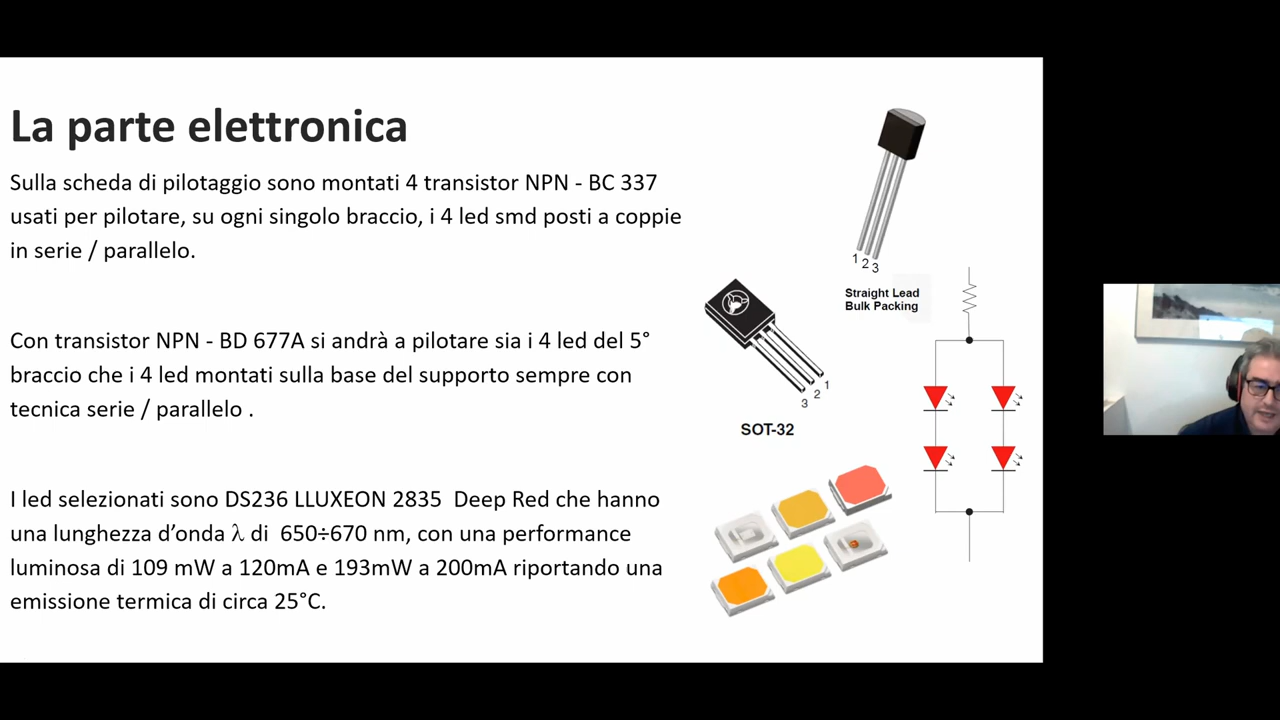 La parte elettronica
Sulla scheda di pilotaggio sono montati 4 transistor NPN - BC 337
usati per pilotare, su ogni singolo braccio, i 4 led smd posti a coppie
in serie / parallelo.
Con transistor NPN - BD 677A si andrà a pilotare sia i 4 led del 5°
braccio che i 4 led montati sulla base del supporto sempre con
tecnica serie / parallelo .
I led selezionati sono DS236 LLUXEON 2835  Deep Red che hanno
una lunghezza d’onda λ di  650÷670 nm, con una performance
luminosa di 109 mW a 120mA e 193mW a 200mA riportando una
emissione termica di circa 25°C.
1 2 3
Straight Lead
Bulk Packing
1
2
3
SOT-32